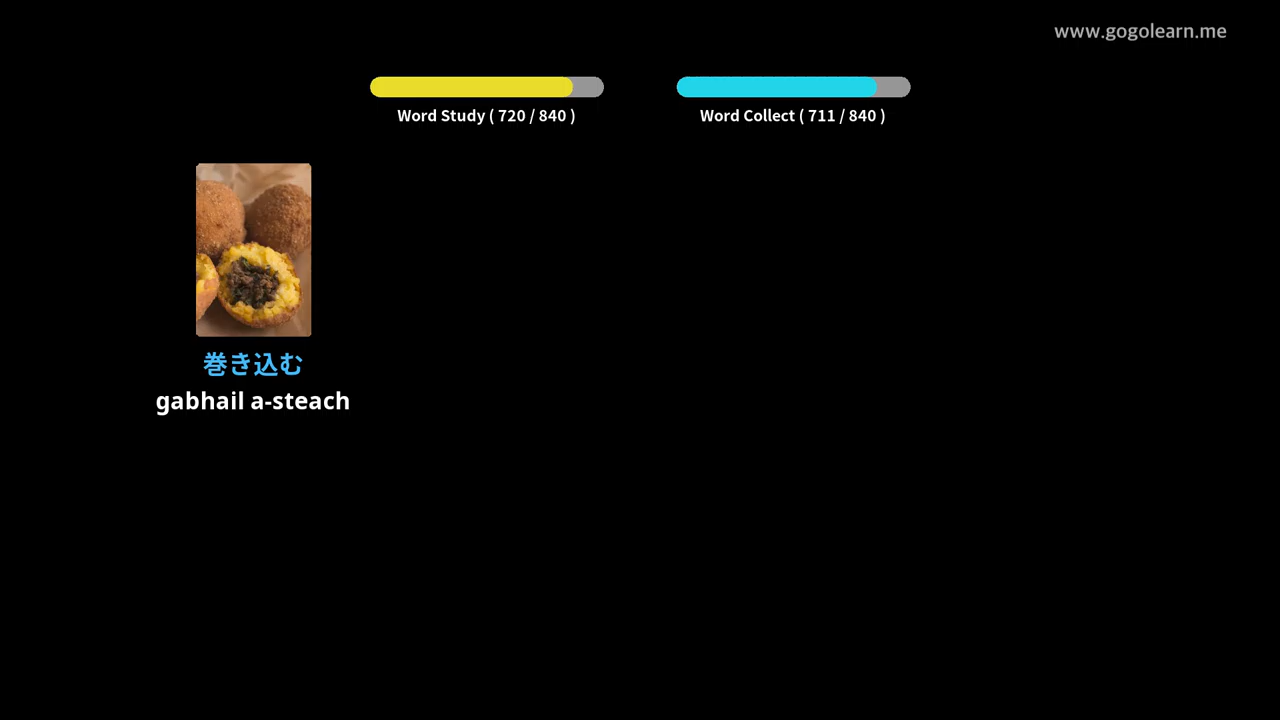 www.gogolearn.me
Word Study ( 720 / 840 )
Word Collect ( 711 / 840 )
巻き込む
gabhail a-steach